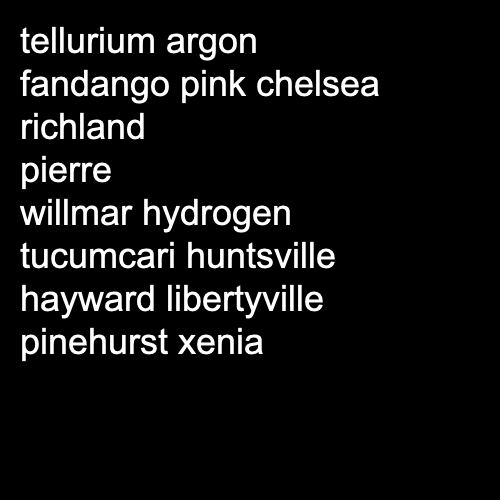 tellurium argon
fandango pink chelsea
richland
pierre
willmar hydrogen
tucumcari huntsville
hayward libertyville
pinehurst xenia